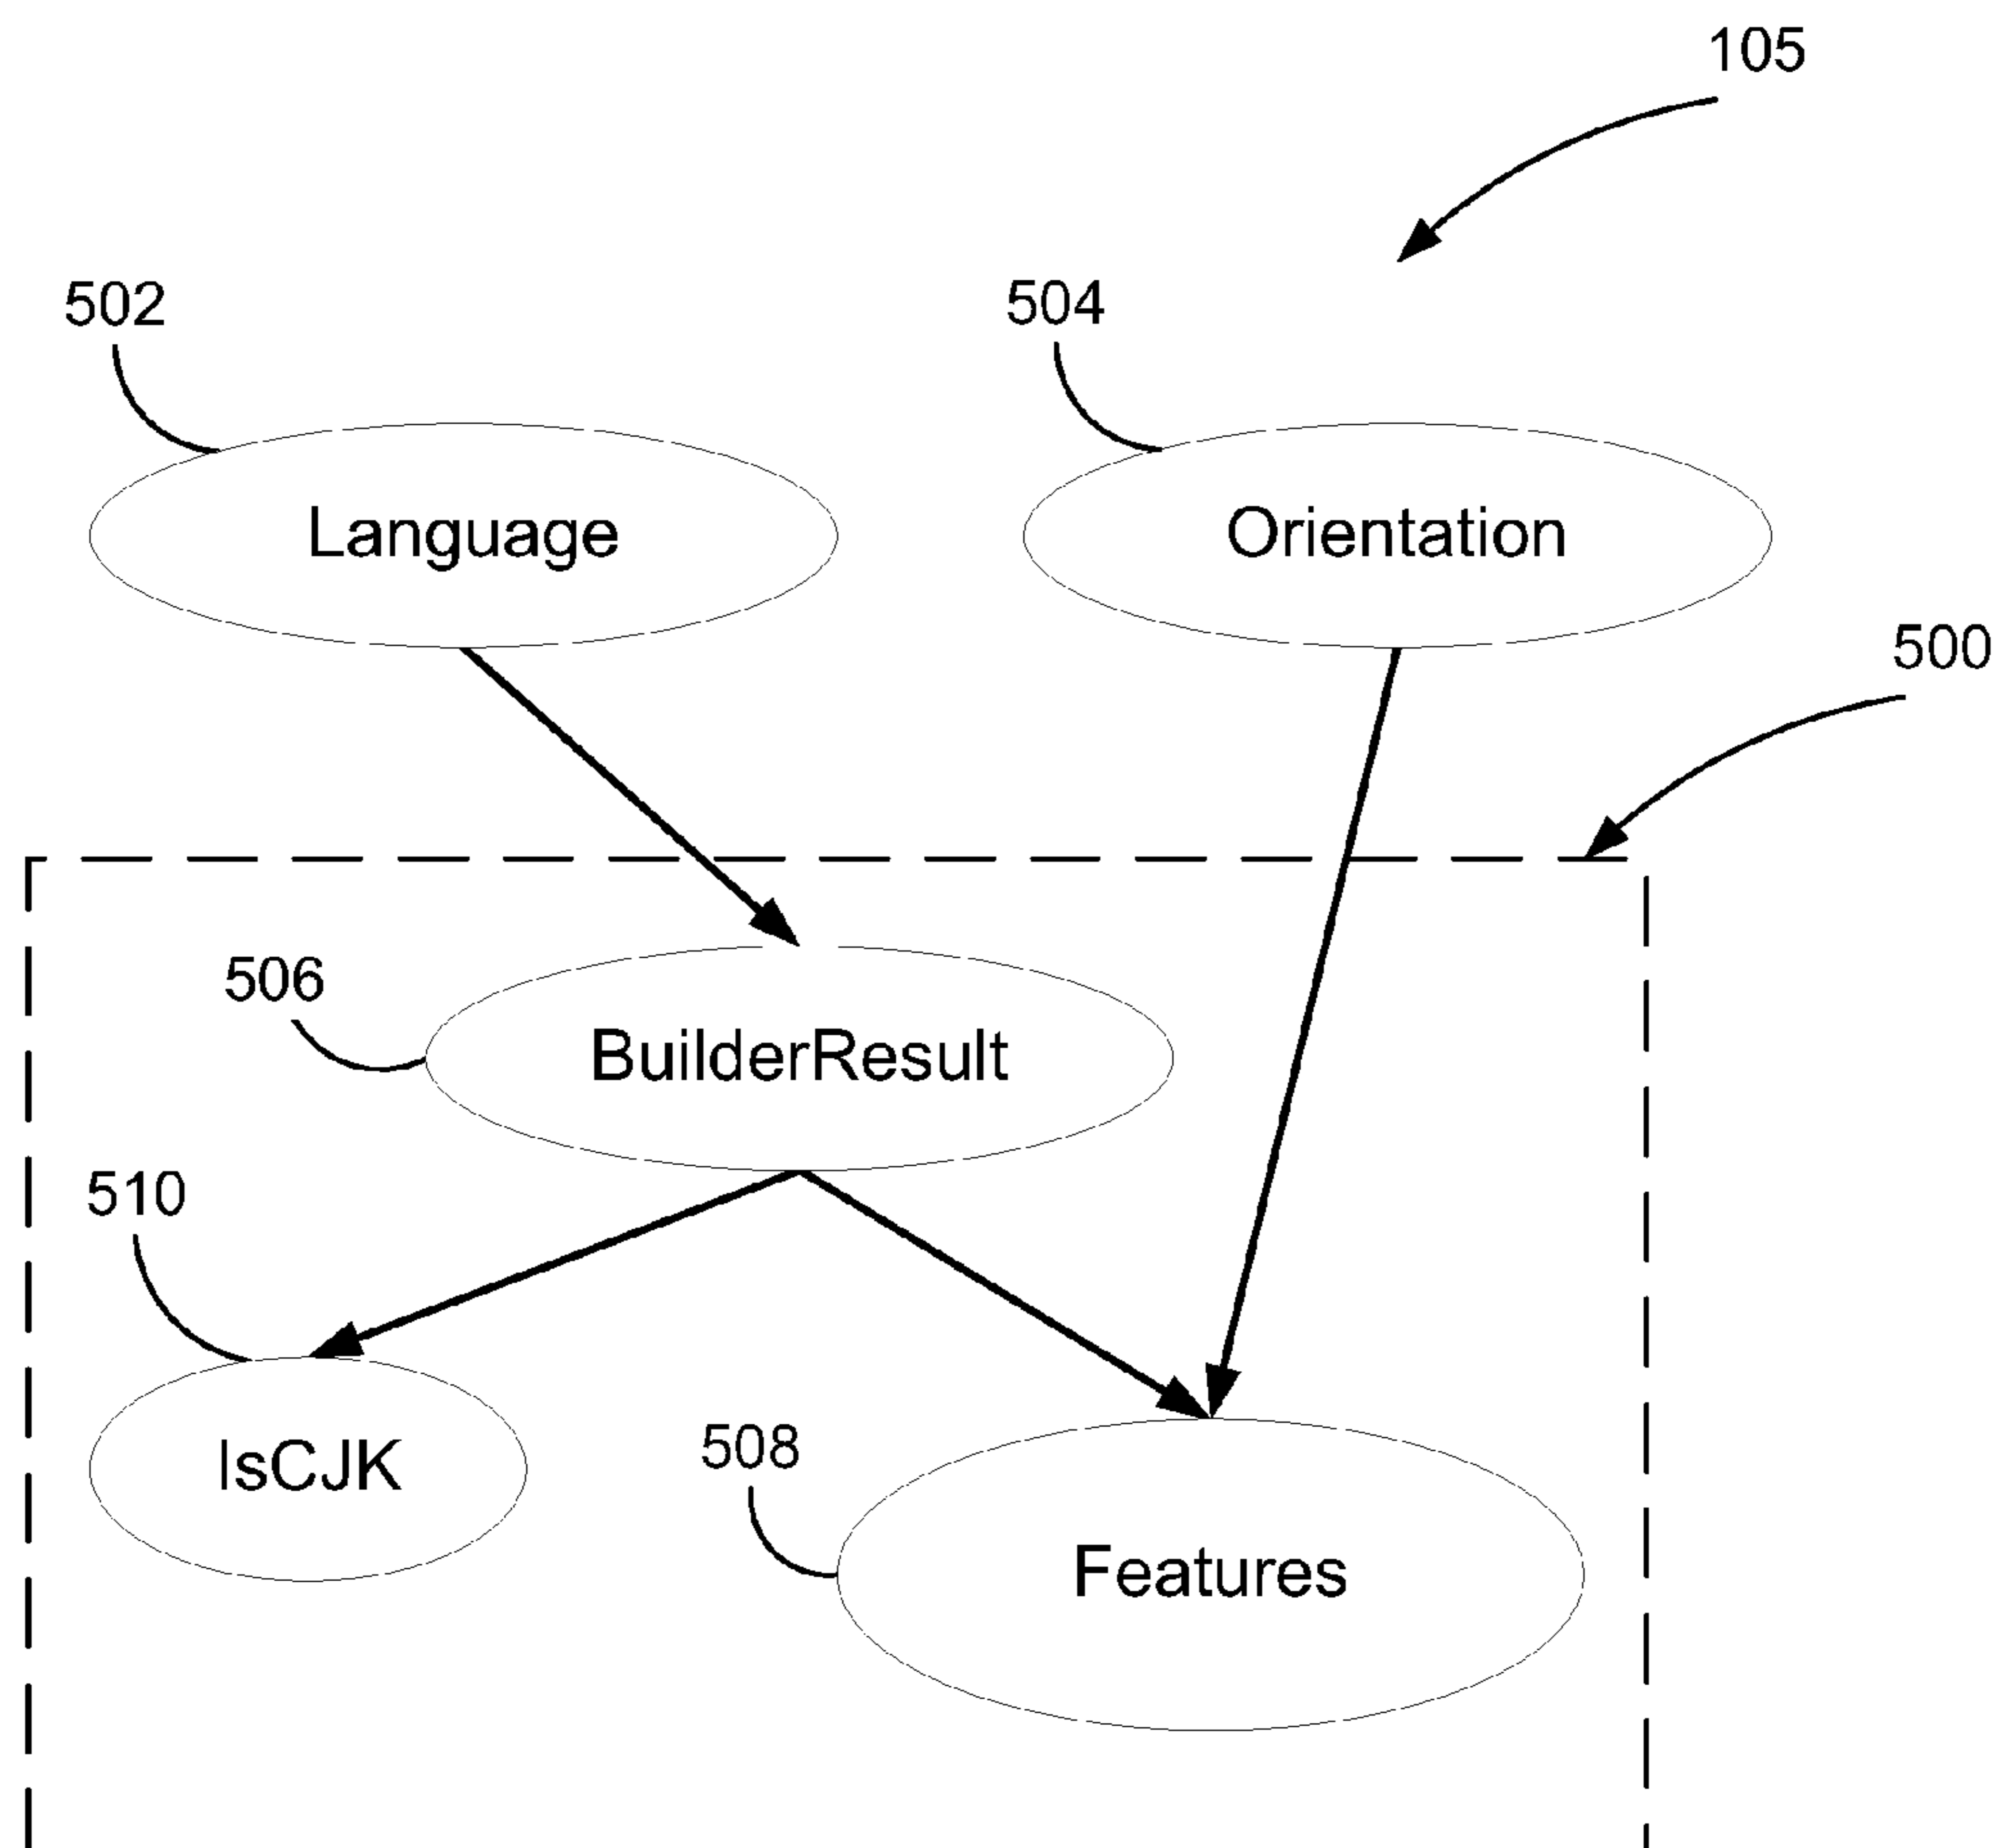 105
502
504
Language
Orientation
500
506
BuilderResult
510
IsCJK
508
Features